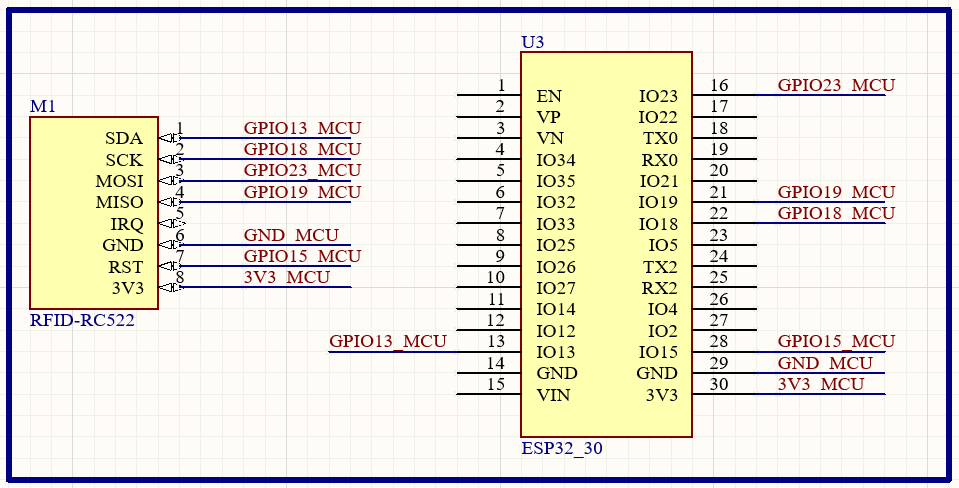 U3
1 EN IO23 16 GPIO23_MCU
2 VP IO22 17
3 VN TX0 18
4 IO34 RX0 19
5 IO35 IO21 20
6 IO32 IO19 21 GPIO19_MCU
7 IO33 IO18 22 GPIO18_MCU
8 IO25 IO5 23
9 IO26 TX2 24
10 IO27 RX2 25
11 IO14 IO4 26
12 IO12 IO2 27
GPIO13_MCU 13 IO13 IO15 28 GPIO15_MCU
14 GND GND 29 GND_MCU
15 VIN 3V3 30 3V3_MCU
ESP32_30
M1
SDA 1 GPIO13_MCU
SCK 2 GPIO18_MCU
MOSI 3 GPIO23_MCU
MISO 4 GPIO19_MCU
IRQ 5
GND 6 GND_MCU
RST 7 GPIO15_MCU
3V3 8 3V3_MCU
RFID-RC522